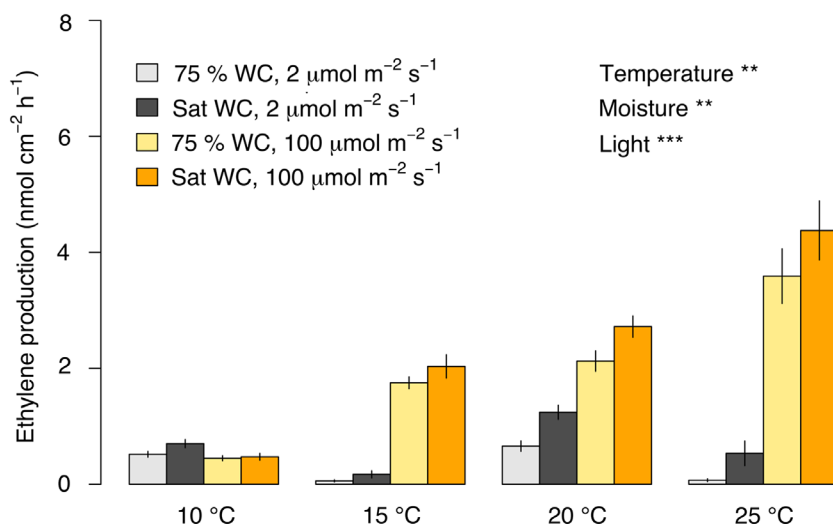 Ethylene production (nmol cm⁻² h⁻¹)
8
6
4
2
0
75 % WC, 2 μmol m⁻² s⁻¹
Sat WC, 2 μmol m⁻² s⁻¹
75 % WC, 100 μmol m⁻² s⁻¹
Sat WC, 100 μmol m⁻² s⁻¹
Temperature **
Moisture **
Light ***
10 °C
15 °C
20 °C
25 °C